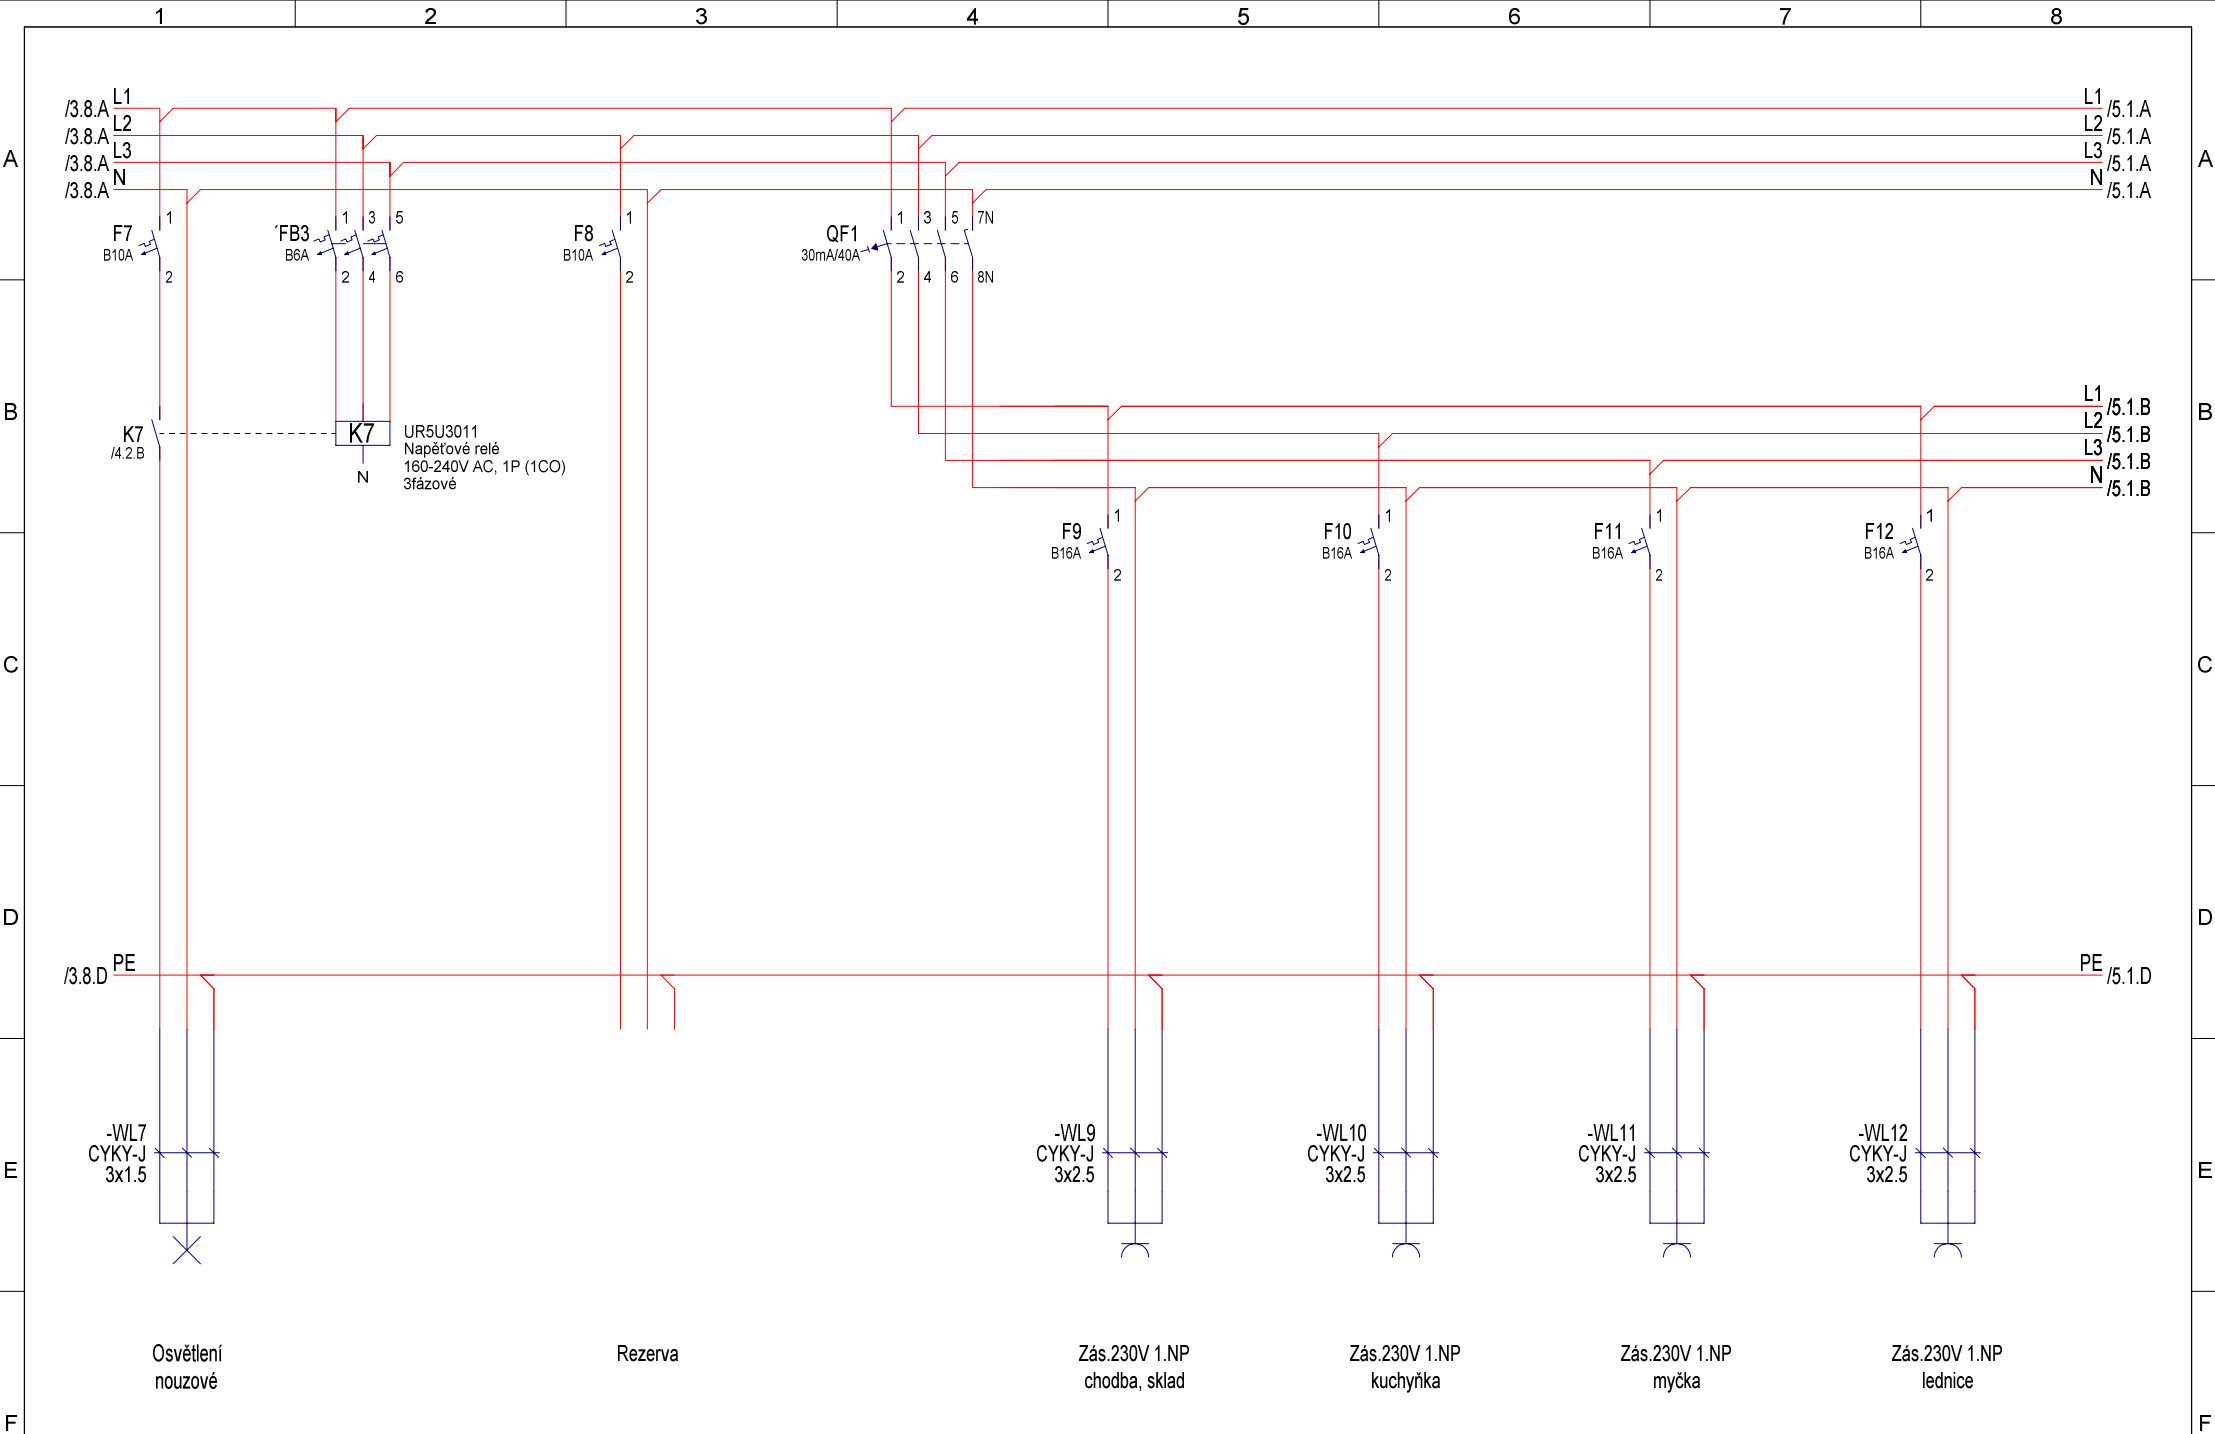 1 2 3 4 5 6 7 8
L1 L1
/3.8.A /5.1.A
L2 L2
/3.8.A /5.1.A
A L3 L3 A
/3.8.A /5.1.A
N N
/3.8.A /5.1.A
1 1 3 5 1 1 3 5 7N
F7 ´FB3 F8 QF1
B10A B6A B10A 30mA/40A
2 2 4 6 2 2 4 6 8N
L1
/5.1.B
B B
L2
K7 K7 UR5U3011 /5.1.B
Napěťové relé L3
/4.2.B /5.1.B
160-240V AC, 1P (1CO)
N N
3fázové /5.1.B
1 1 1 1
F9 F10 F11 F12
B16A B16A B16A B16A
2 2 2 2
C C
D D
PE PE
/3.8.D /5.1.D
-WL7 -WL9 -WL10 -WL11 -WL12
CYKY-J CYKY-J CYKY-J CYKY-J CYKY-J
3x1.5 3x2.5 3x2.5 3x2.5 3x2.5
E E
Osvětlení Rezerva Zás.230V 1.NP Zás.230V 1.NP Zás.230V 1.NP Zás.230V 1.NP
nouzové chodba, sklad kuchyňka myčka lednice
F F